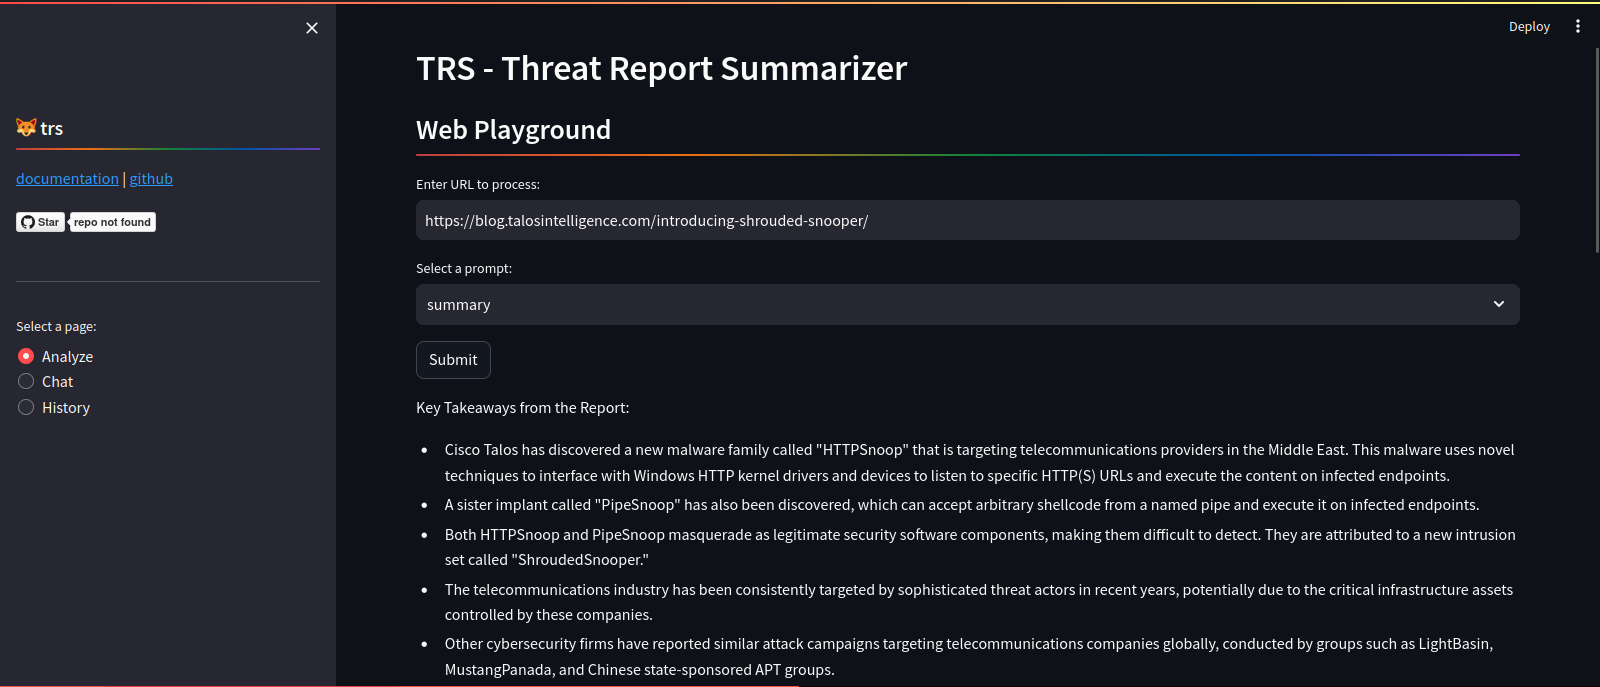 Deploy
trs
documentation | github
Star repo not found
Select a page:
Analyze
Chat
History
TRS - Threat Report Summarizer
Web Playground
Enter URL to process:
https://blog.talosintelligence.com/introducing-shrouded-snooper/
Select a prompt:
summary
Submit
Key Takeaways from the Report:
• Cisco Talos has discovered a new malware family called "HTTPSnoop" that is targeting telecommunications providers in the Middle East. This malware uses novel
techniques to interface with Windows HTTP kernel drivers and devices to listen to specific HTTP(S) URLs and execute the content on infected endpoints.
• A sister implant called "PipeSnoop" has also been discovered, which can accept arbitrary shellcode from a named pipe and execute it on infected endpoints.
• Both HTTPSnoop and PipeSnoop masquerade as legitimate security software components, making them difficult to detect. They are attributed to a new intrusion
set called "ShroudedSnooper."
• The telecommunications industry has been consistently targeted by sophisticated threat actors in recent years, potentially due to the critical infrastructure assets
controlled by these companies.
• Other cybersecurity firms have reported similar attack campaigns targeting telecommunications companies globally, conducted by groups such as LightBasin,
MustangPanada, and Chinese state-sponsored APT groups.